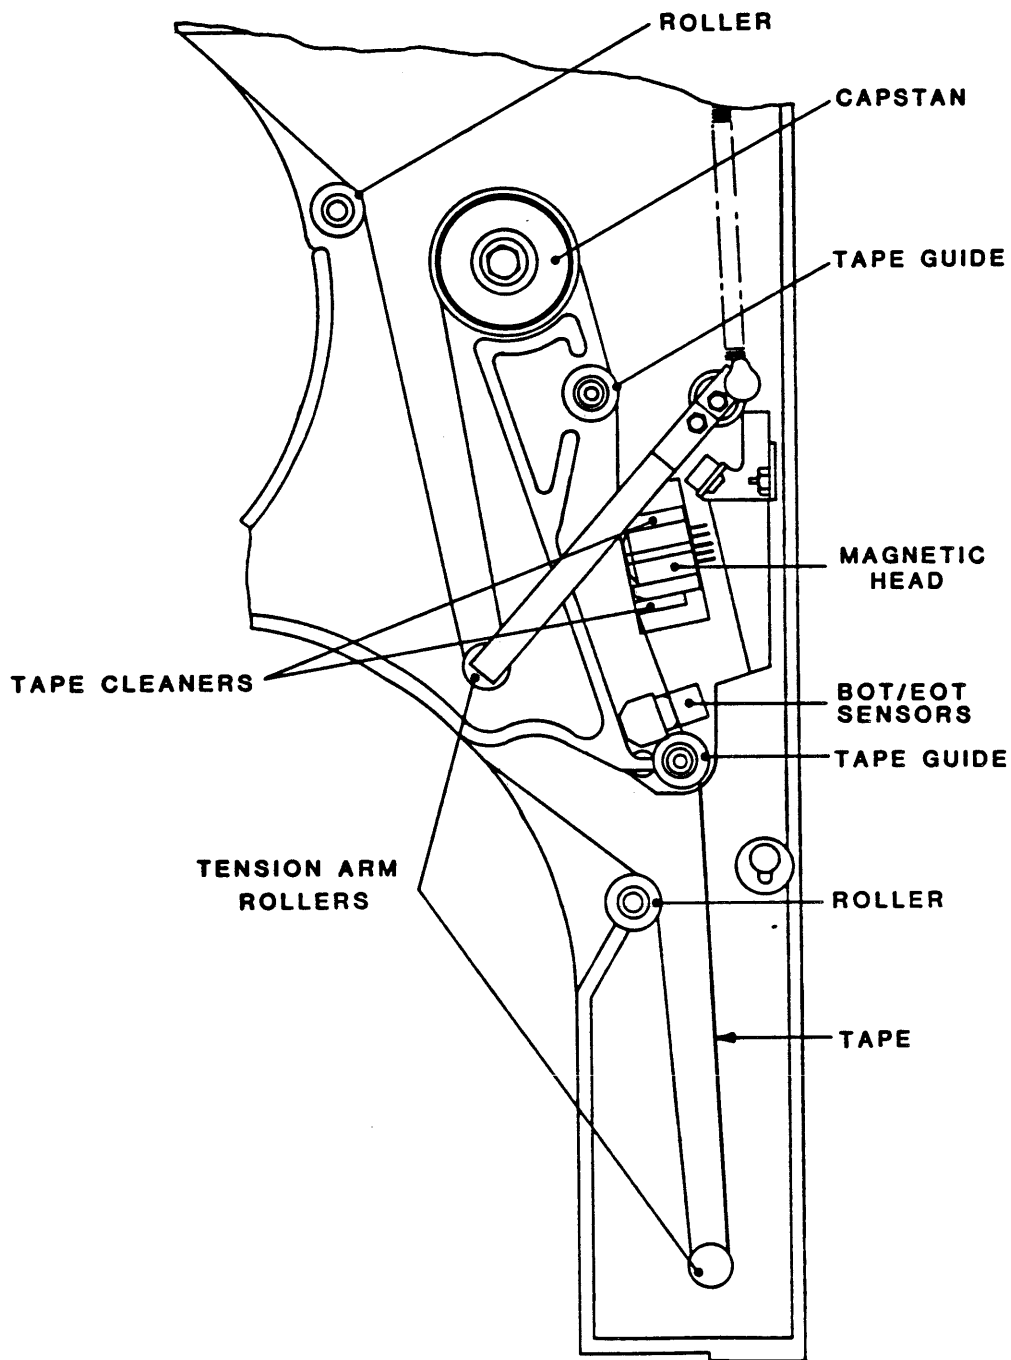 ROLLER
CAPSTAN
TAPE GUIDE
MAGNETIC
HEAD
TAPE CLEANERS
BOT/EOT
SENSORS
TAPE GUIDE
TENSION ARM
ROLLERS
ROLLER
TAPE